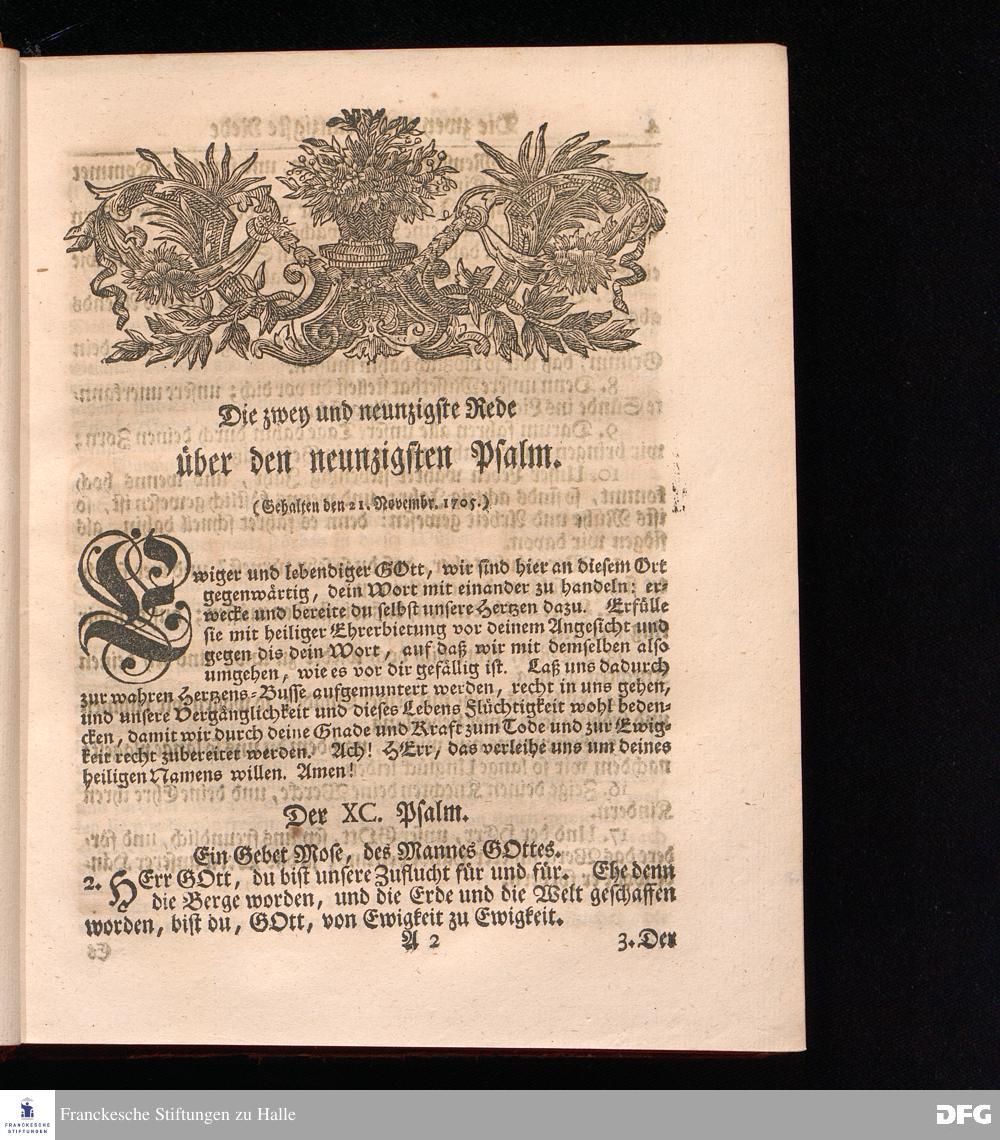 Die zwey und neunzigste Rede
über den neunzigsten Psalm.
(Gehalten den 21. Novembr. 1705.)
Ewiger und lebendiger GOtt, wir sind hier an diesem Ort
gegenwärtig, dein Wort mit einander zu handeln: er-
wecke und bereite du selbst unsere Hertzen dazu. Erfülle
sie mit heiliger Ehrerbietung vor deinem Angesicht und
gegen dis dein Wort, auf daß wir mit demselben also
umgehen, wie es vor dir gefällig ist. Laß uns dadurch
zur wahren Hertzens-Busse aufgemuntert werden, recht in uns gehen,
und unsere Vergänglichkeit und dieses Lebens Flüchtigkeit wohl beden-
cken, damit wir durch deine Gnade und Kraft zum Tode und zur Ewig-
keit recht zubereitet werden. Ach! HErr, das verleihe uns um deines
heiligen Namens willen. Amen!
Der XC. Psalm.
Ein Gebet Mose, des Mannes GOttes.
2. HErr GOtt, du bist unsere Zuflucht für und für. Ehe denn
die Berge worden, und die Erde und die Welt geschaffen
worden, bist du, GOtt, von Ewigkeit zu Ewigkeit.
A 2 3. Der
FRANCKESCHE STIFTUNGEN
Franckesche Stiftungen zu Halle
DFG